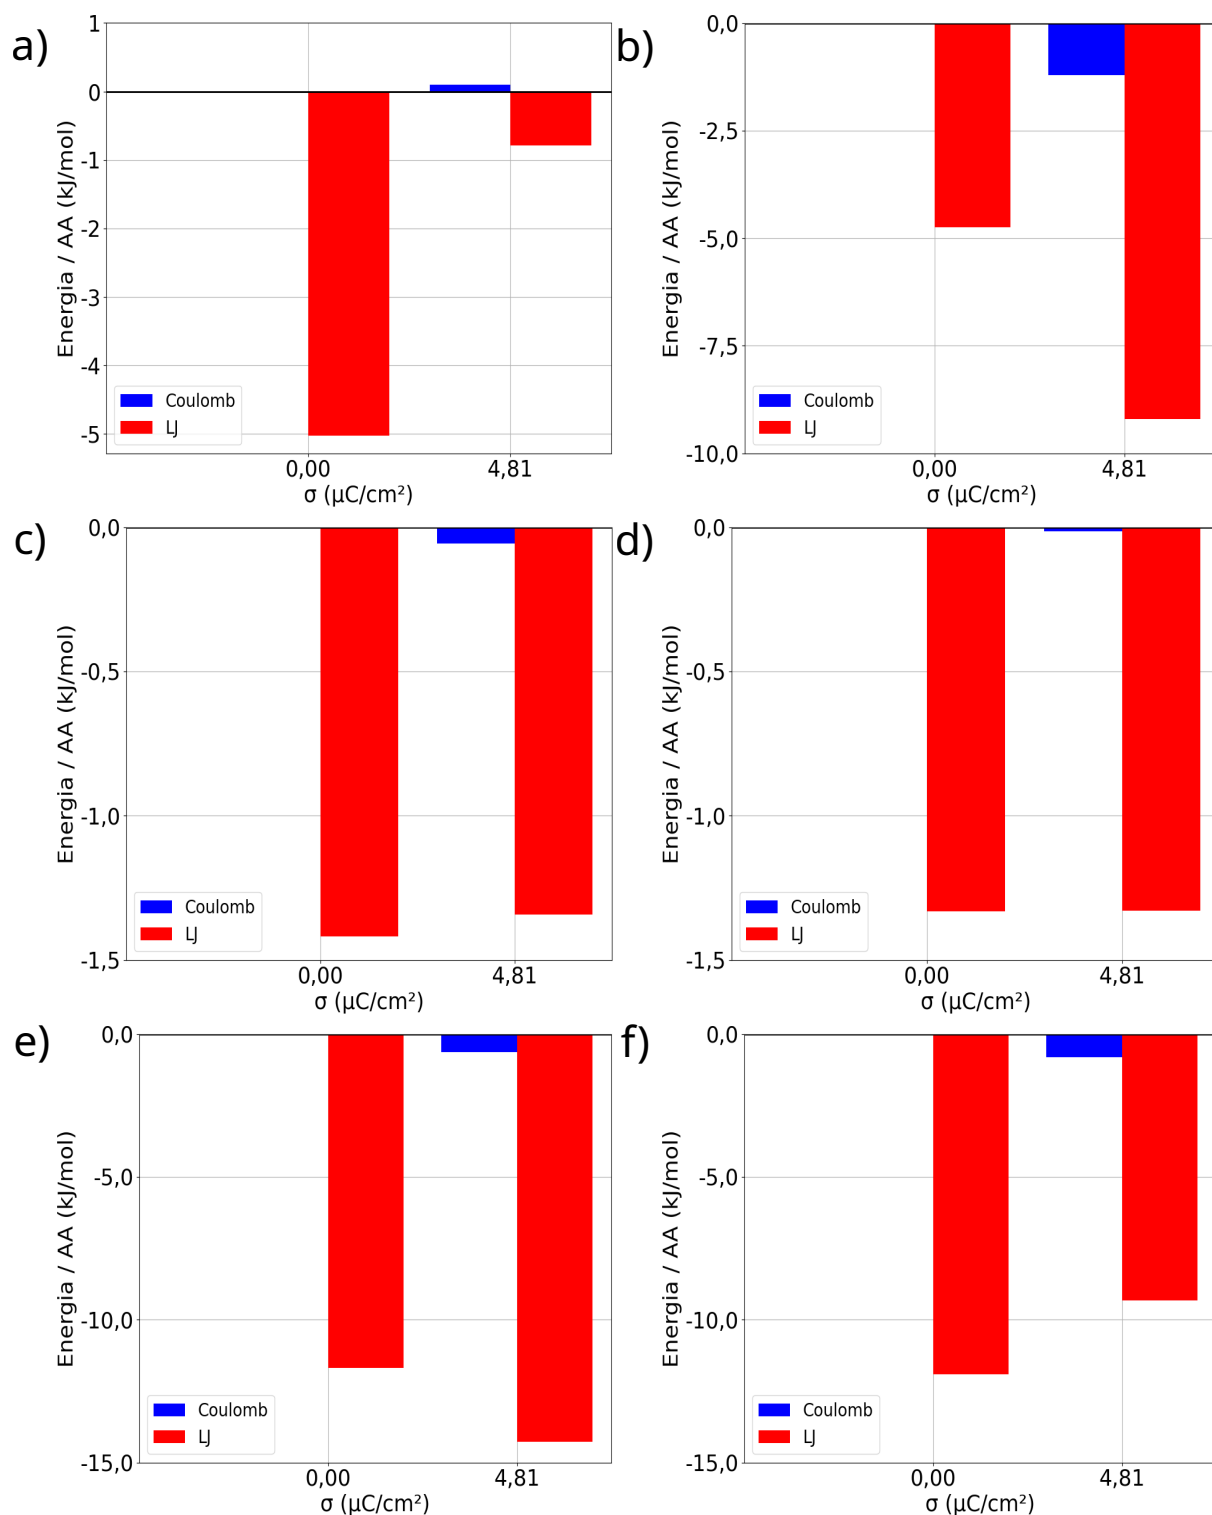 a)
1
0
-1
-2
-3
-4
-5
Energia / AA (kJ/mol)
Coulomb
LJ
0,00 4,81
σ (μC/cm²)
b)
0,0
-2,5
-5,0
-7,5
-10,0
Energia / AA (kJ/mol)
Coulomb
LJ
0,00 4,81
σ (μC/cm²)
c)
0,0
-0,5
-1,0
-1,5
Energia / AA (kJ/mol)
Coulomb
LJ
0,00 4,81
σ (μC/cm²)
d)
0,0
-0,5
-1,0
-1,5
Energia / AA (kJ/mol)
Coulomb
LJ
0,00 4,81
σ (μC/cm²)
e)
0,0
-5,0
-10,0
-15,0
Energia / AA (kJ/mol)
Coulomb
LJ
0,00 4,81
σ (μC/cm²)
f)
0,0
-5,0
-10,0
-15,0
Energia / AA (kJ/mol)
Coulomb
LJ
0,00 4,81
σ (μC/cm²)